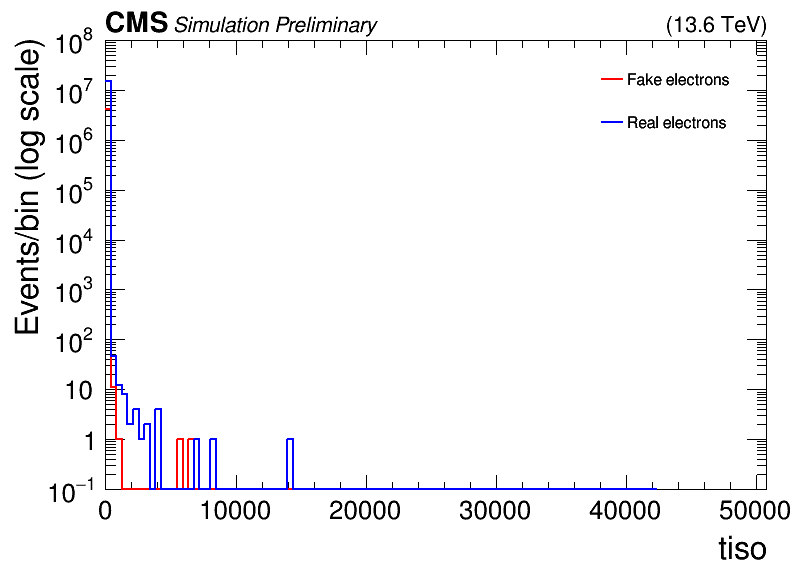 CMS Simulation Preliminary (13.6 TeV)
Events/bin (log scale)
10⁸
10⁷
10⁶
10⁵
10⁴
10³
10²
10
1
10⁻¹
Fake electrons
Real electrons
0 10000 20000 30000 40000 50000
tiso